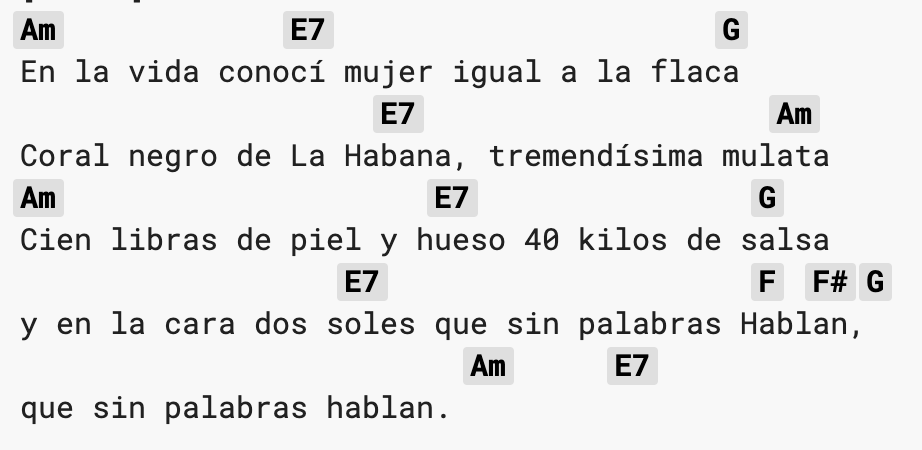 Am E7 G
En la vida conocí mujer igual a la flaca
E7 Am
Coral negro de La Habana, tremendísima mulata
Am E7 G
Cien libras de piel y hueso 40 kilos de salsa
E7 F F# G
y en la cara dos soles que sin palabras Hablan,
Am E7
que sin palabras hablan.